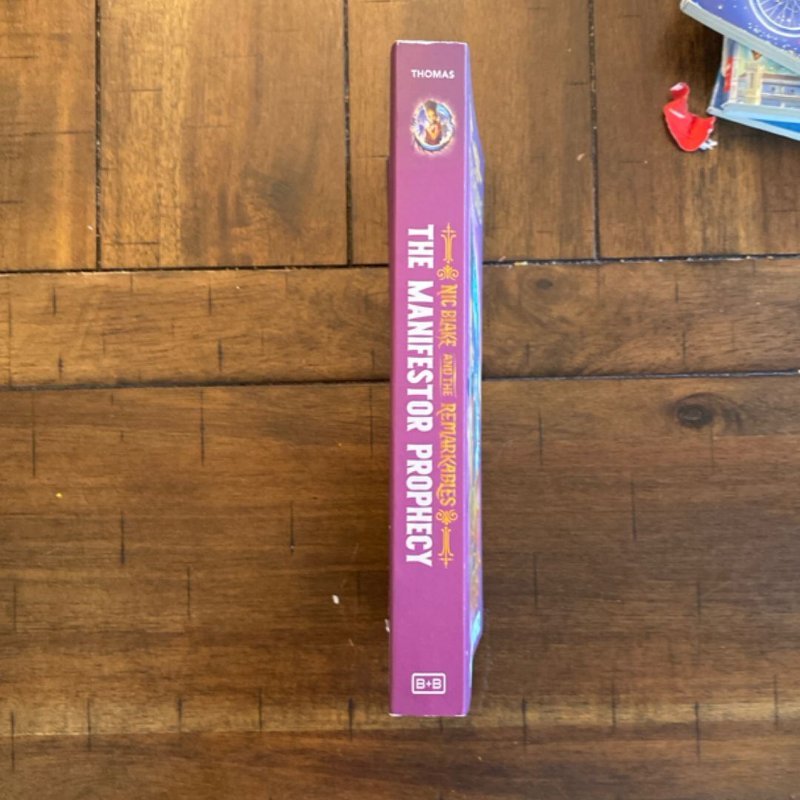 THOMAS
NIC BLAKE AND THE REMARKABLES
THE MANIFESTOR PROPHECY
B+B